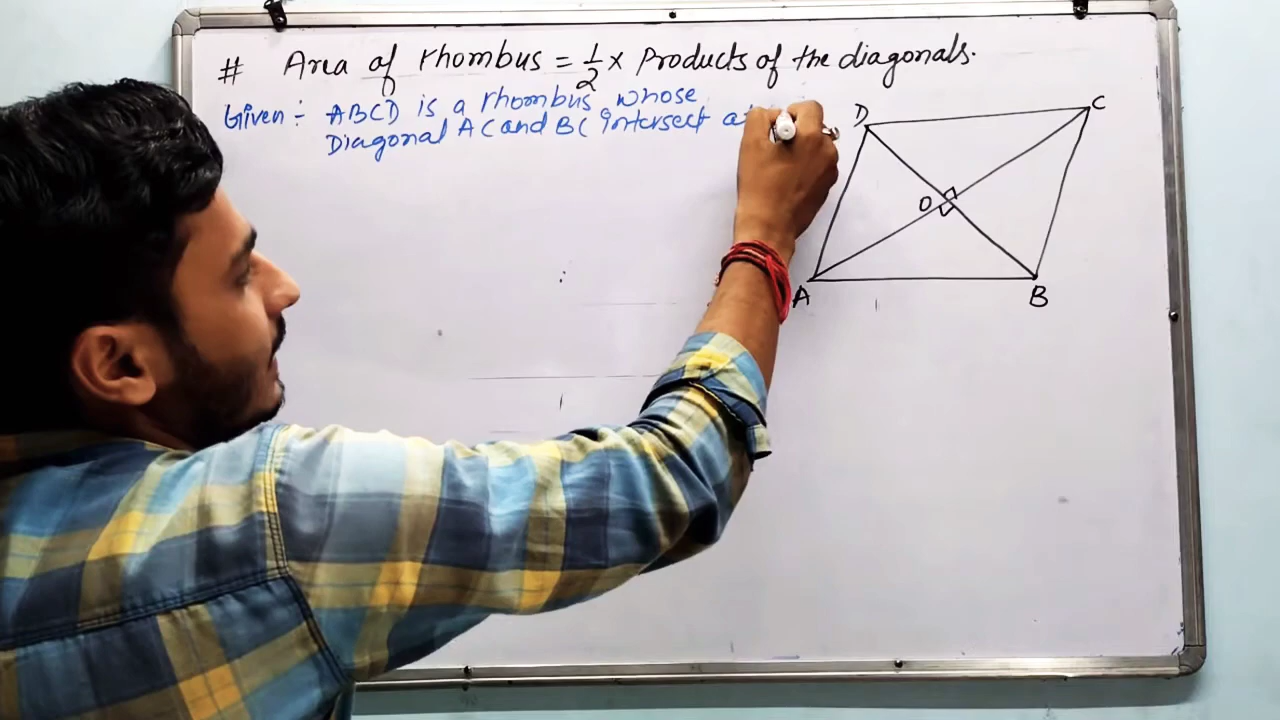 # Area of rhombus = 1/2 × Products of the diagonals.
Given :- ABCD is a rhombus whose
Diagonal AC and BC intersect at
D
C
O
A
B